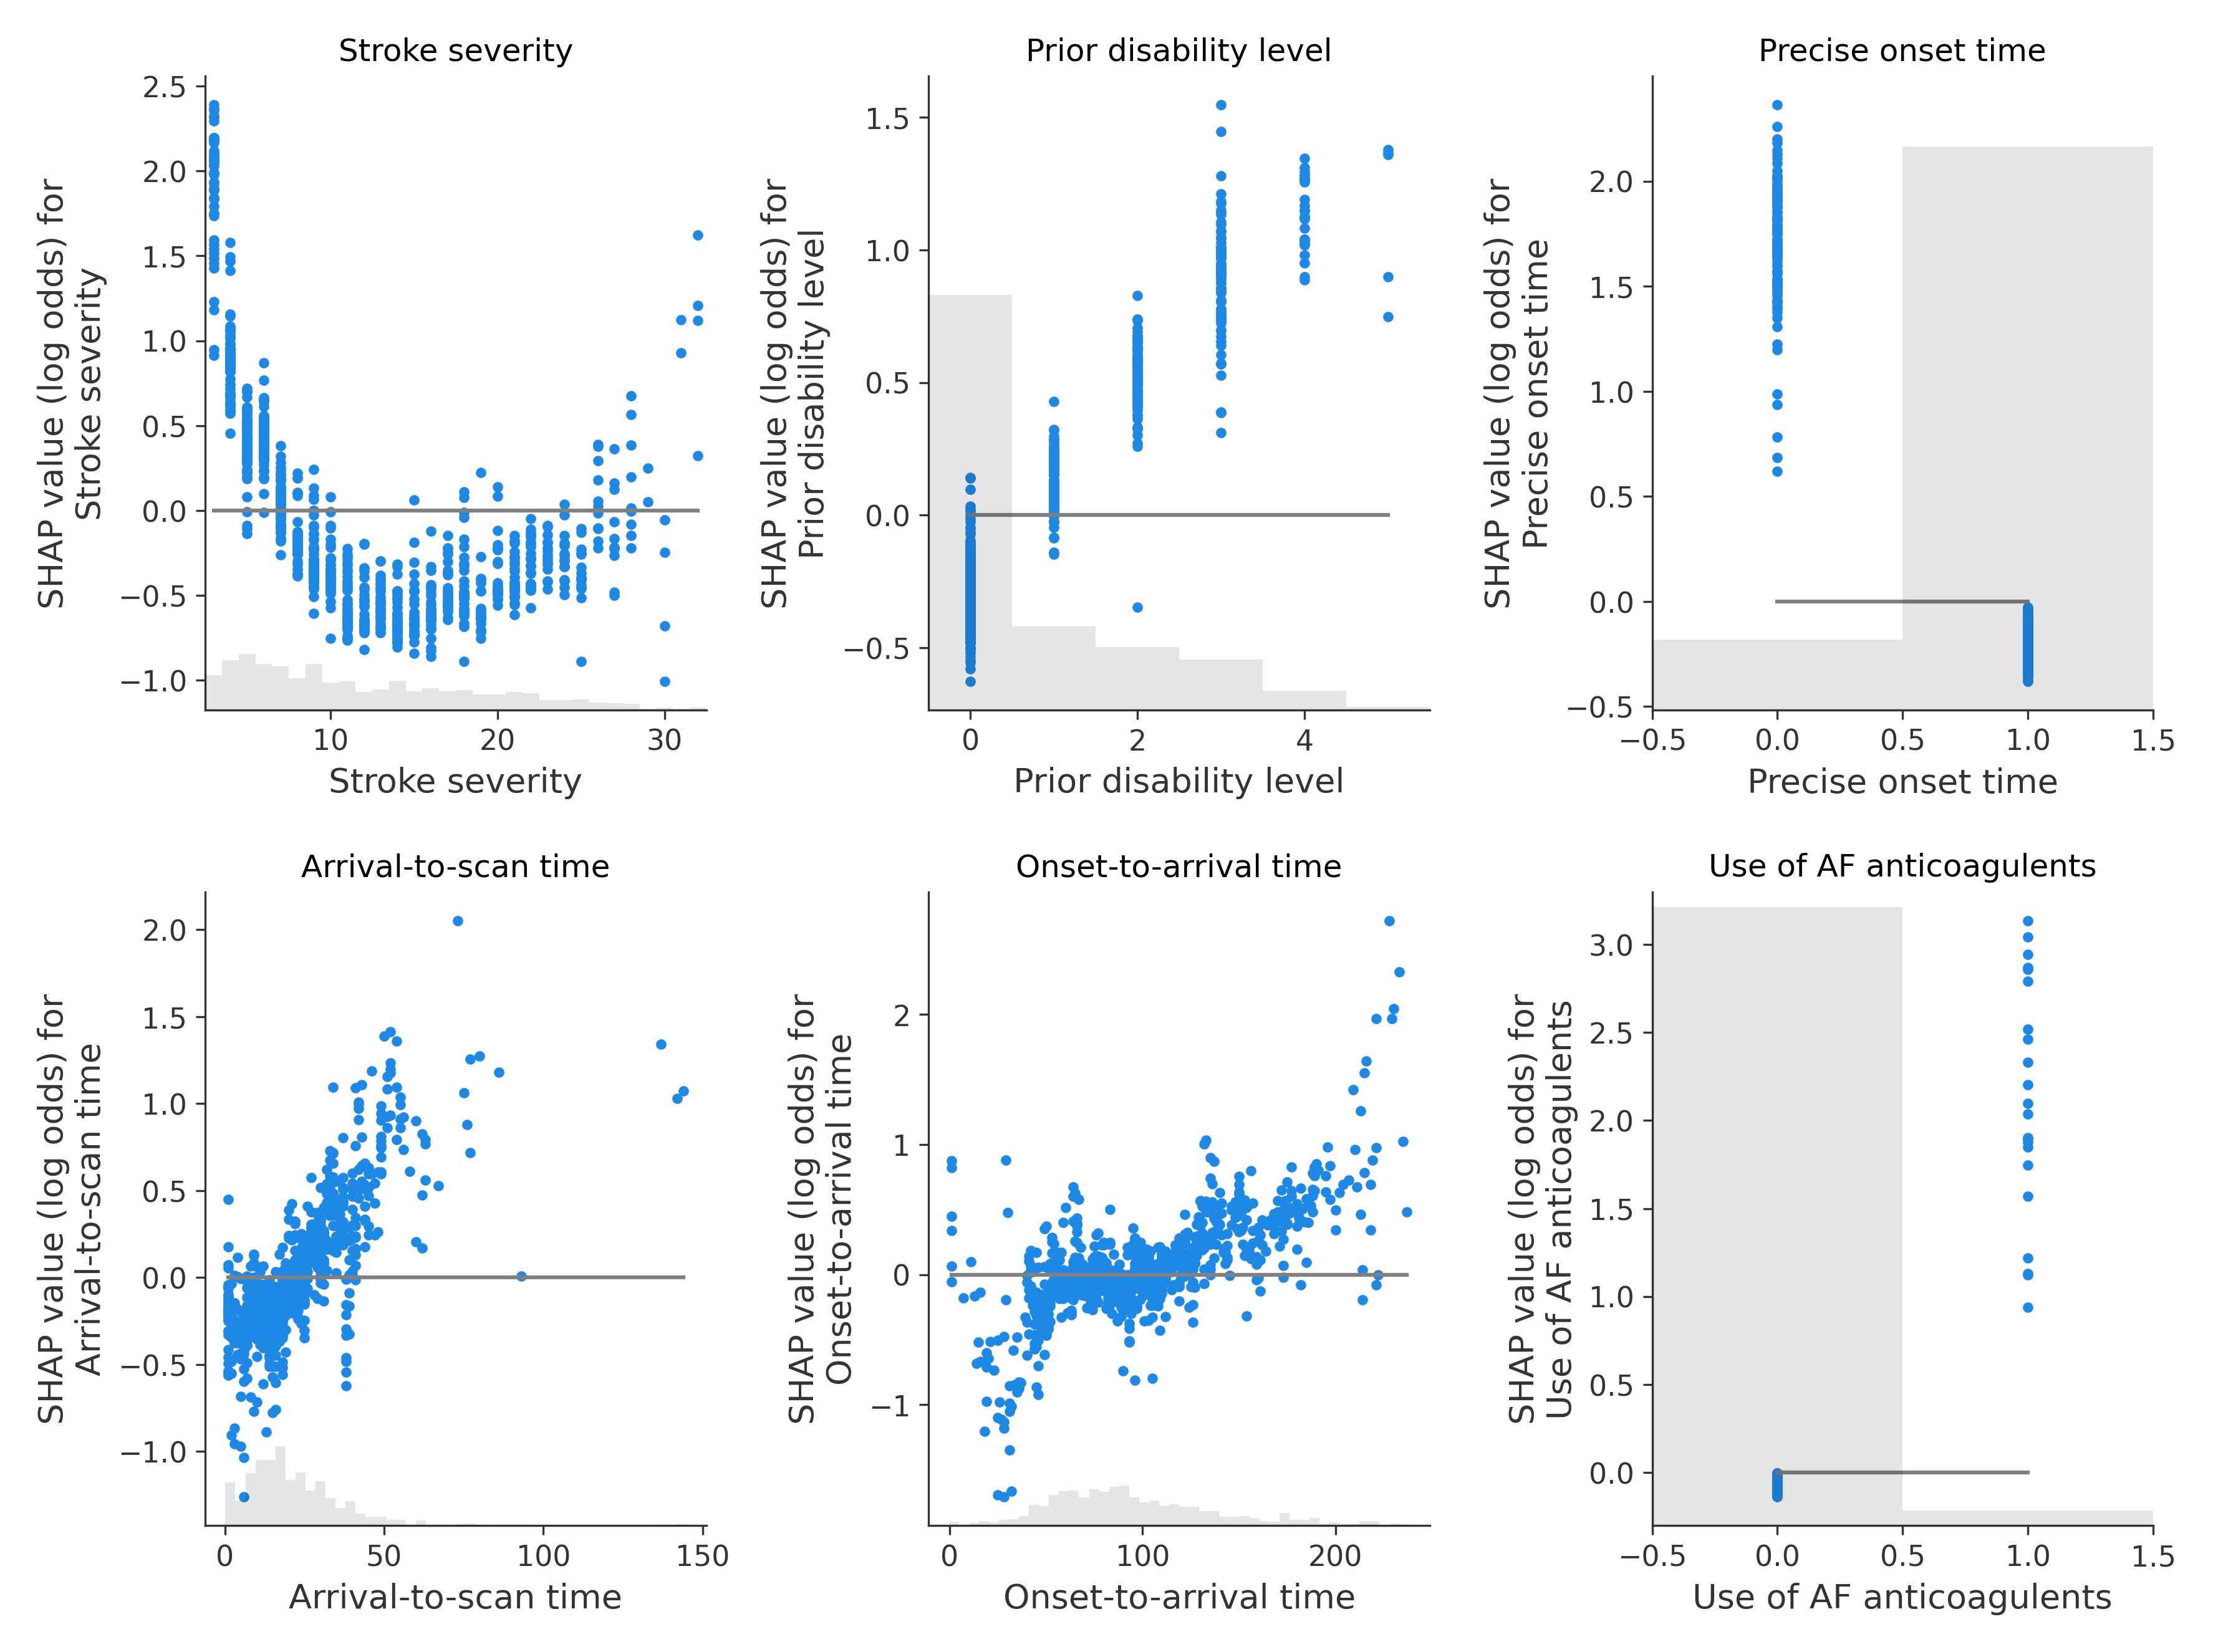 Stroke severity
2.5
2.0
1.5
1.0
0.5
0.0
−0.5
−1.0
SHAP value (log odds) for
Stroke severity
10 20 30
Stroke severity
Prior disability level
1.5
1.0
0.5
0.0
−0.5
SHAP value (log odds) for
Prior disability level
0 2 4
Prior disability level
Precise onset time
2.0
1.5
1.0
0.5
0.0
−0.5
SHAP value (log odds) for
Precise onset time
−0.5 0.0 0.5 1.0 1.5
Precise onset time
Arrival-to-scan time
2.0
1.5
1.0
0.5
0.0
−0.5
−1.0
SHAP value (log odds) for
Arrival-to-scan time
0 50 100 150
Arrival-to-scan time
Onset-to-arrival time
2
1
0
−1
SHAP value (log odds) for
Onset-to-arrival time
0 100 200
Onset-to-arrival time
Use of AF anticoagulents
3.0
2.5
2.0
1.5
1.0
0.5
0.0
SHAP value (log odds) for
Use of AF anticoagulents
−0.5 0.0 0.5 1.0 1.5
Use of AF anticoagulents